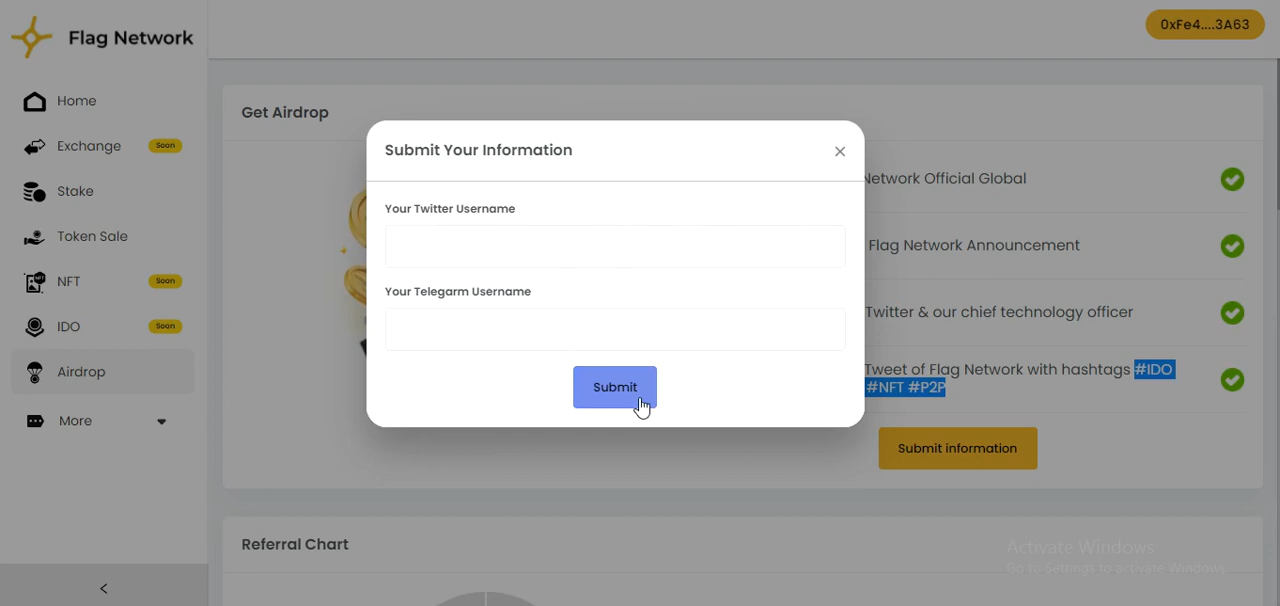 Flag Network
0xFe4....3A63
Home
Exchange Soon
Stake
Token Sale
NFT Soon
IDO Soon
Airdrop
More
Get Airdrop
Network Official Global
Flag Network Announcement
Twitter & our chief technology officer
Tweet of Flag Network with hashtags #IDO
#NFT #P2P
Submit information
Submit Your Information
Your Twitter Username
Your Telegarm Username
Submit
Referral Chart
Activate Windows
Go to Settings to activate Windows.